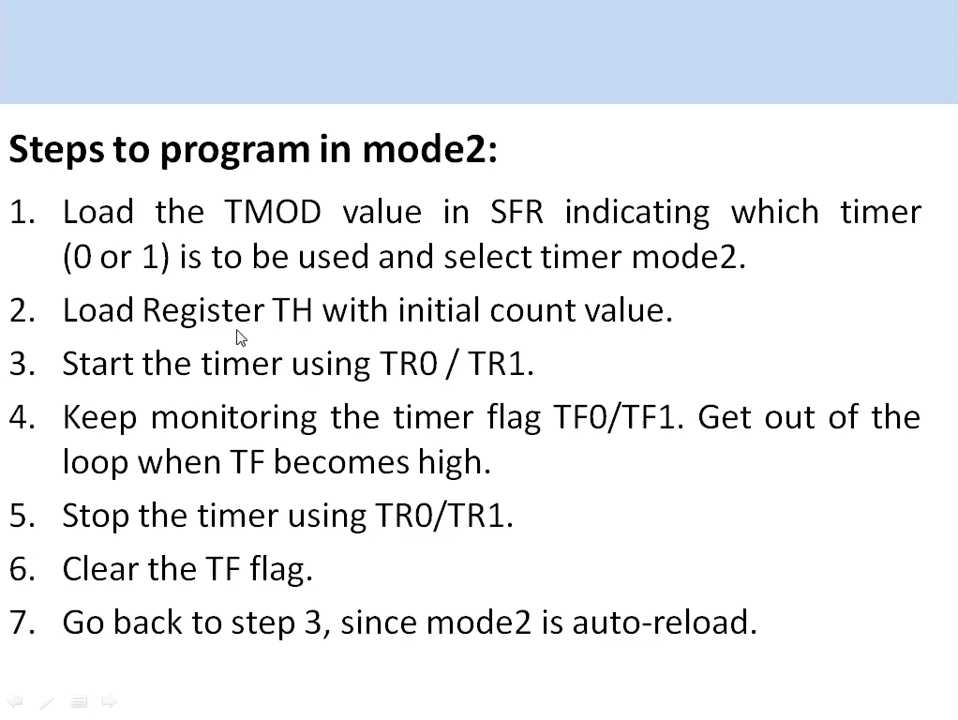 Steps to program in mode2:
1. Load the TMOD value in SFR indicating which timer
(0 or 1) is to be used and select timer mode2.
2. Load Register TH with initial count value.
3. Start the timer using TR0 / TR1.
4. Keep monitoring the timer flag TF0/TF1. Get out of the
loop when TF becomes high.
5. Stop the timer using TR0/TR1.
6. Clear the TF flag.
7. Go back to step 3, since mode2 is auto-reload.